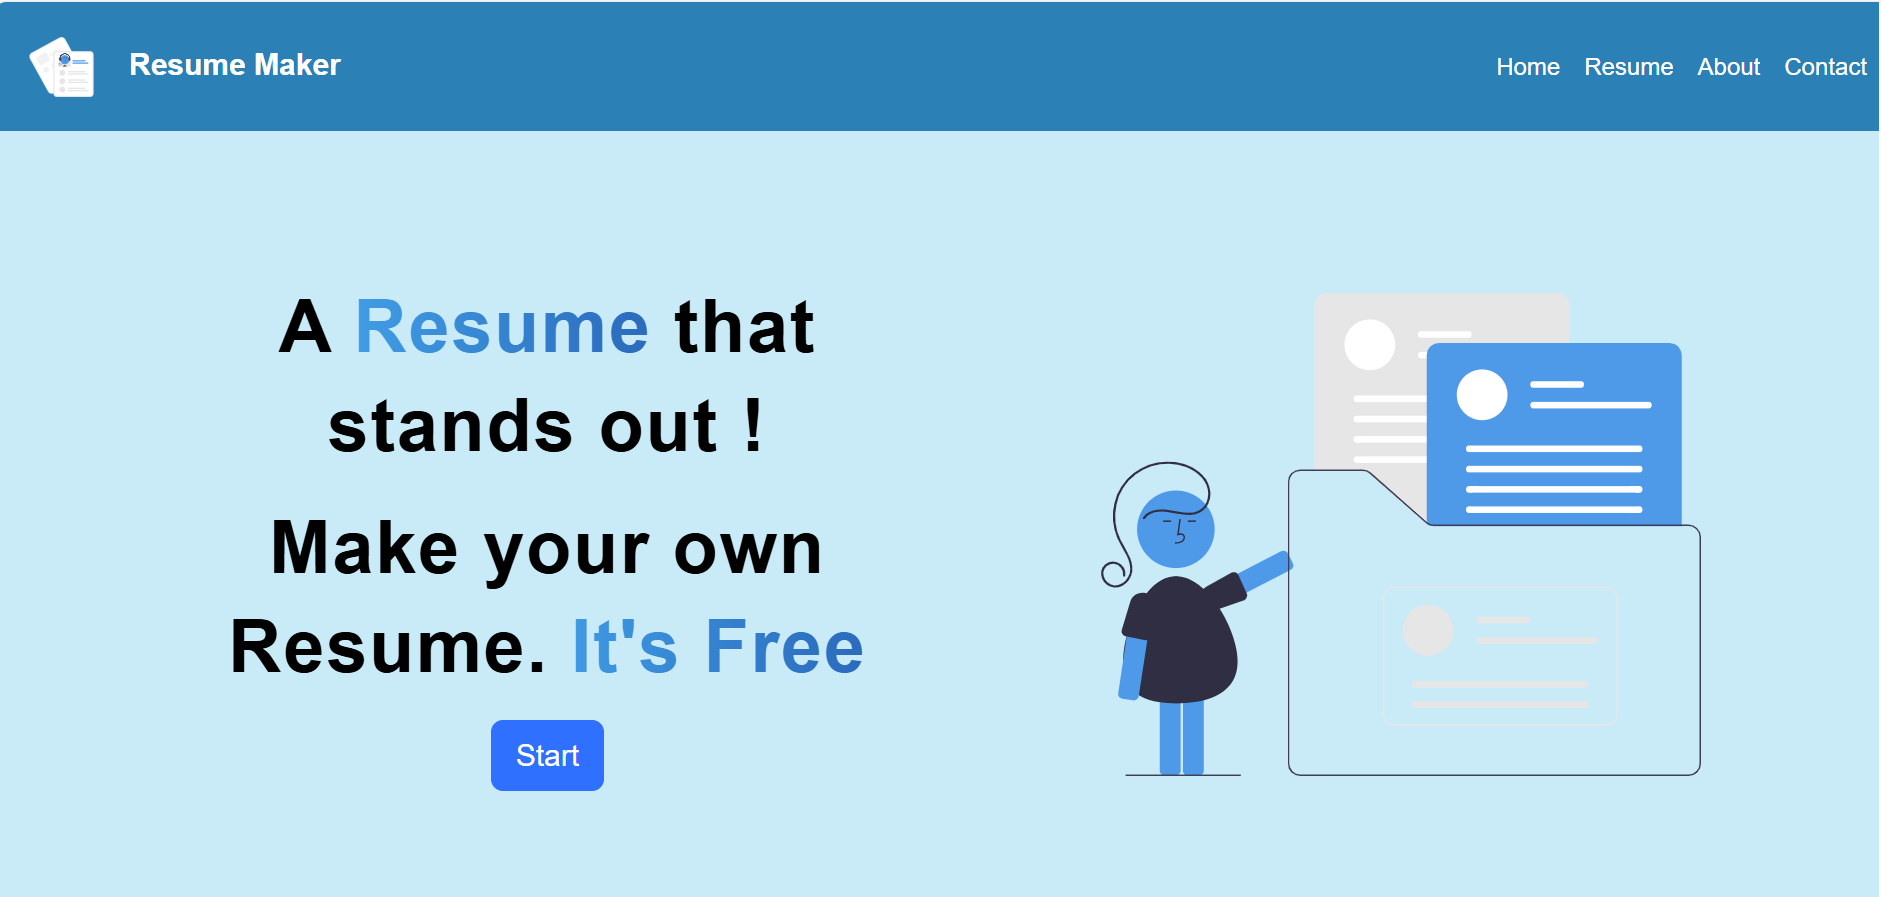 Resume Maker
Home Resume About Contact
A Resume that
stands out !
Make your own
Resume. It's Free
Start